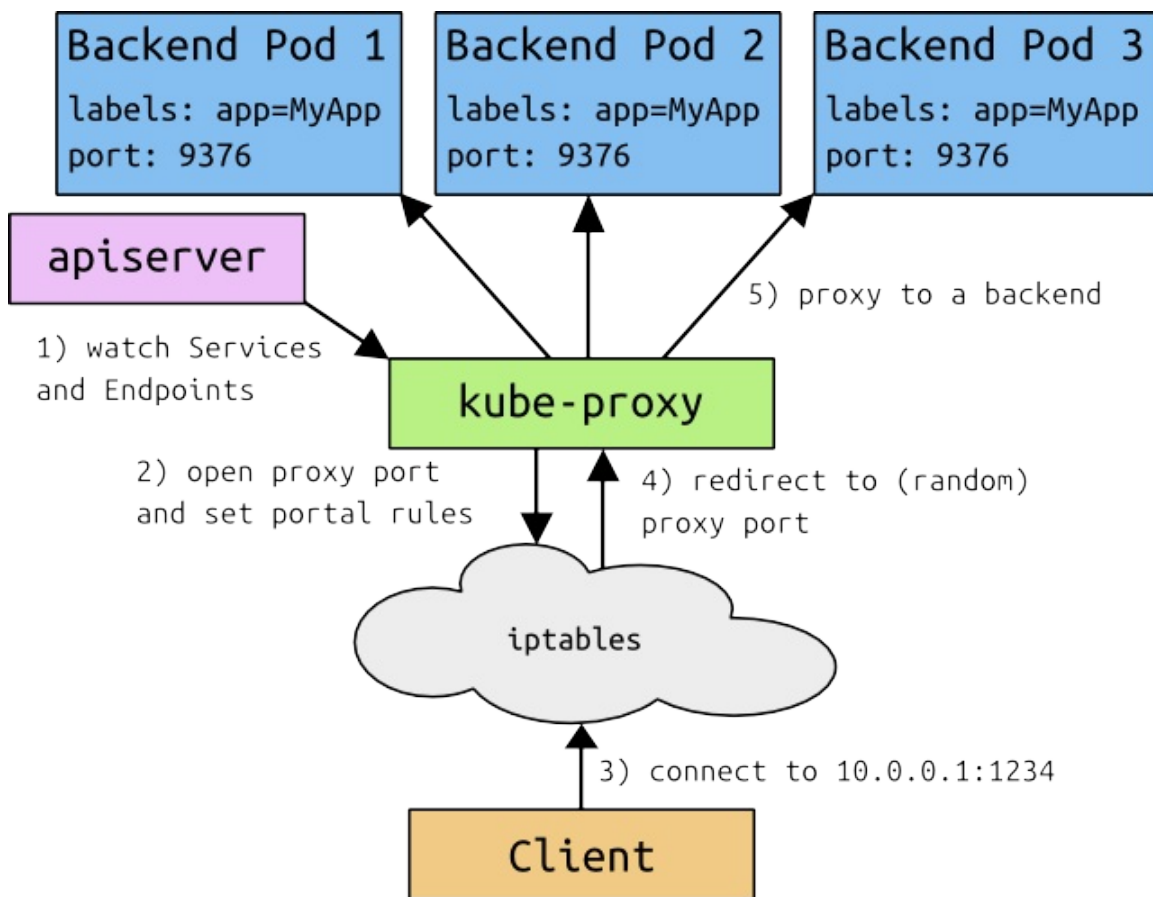 Backend Pod 1
labels: app=MyApp
port: 9376
Backend Pod 2
labels: app=MyApp
port: 9376
Backend Pod 3
labels: app=MyApp
port: 9376
apiserver
1) watch Services
and Endpoints
5) proxy to a backend
kube-proxy
2) open proxy port
and set portal rules
4) redirect to (random)
proxy port
iptables
3) connect to 10.0.0.1:1234
Client